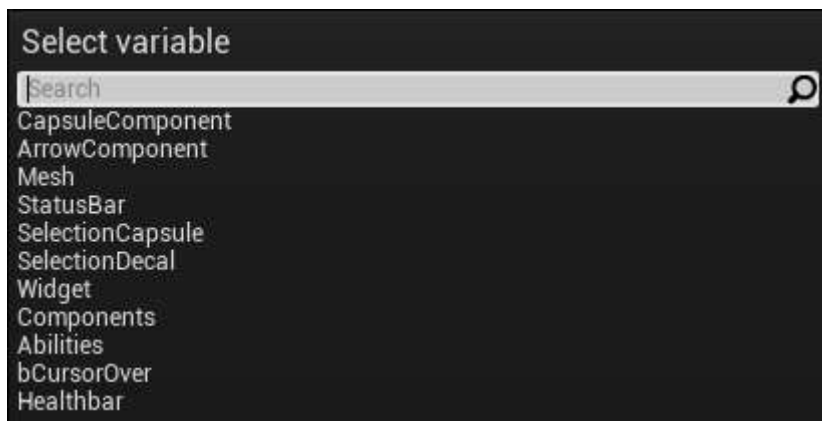 Select variable
Search
CapsuleComponent
ArrowComponent
Mesh
StatusBar
SelectionCapsule
SelectionDecal
Widget
Components
Abilities
bCursorOver
Healthbar